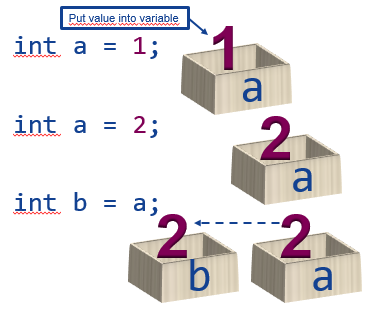 Put value into variable
int a = 1;
1
a
int a = 2;
2
a
int b = a;
2 2
b a